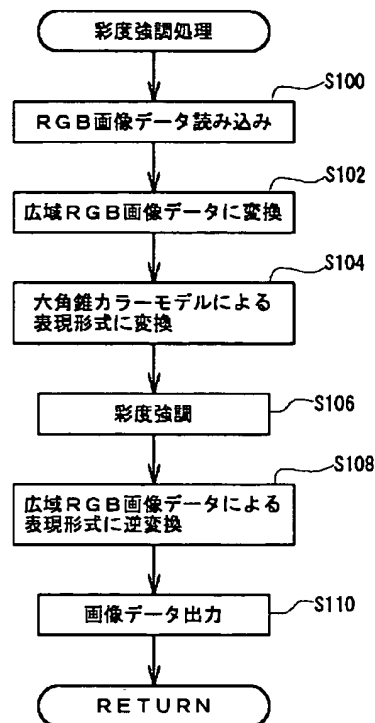 彩度強調処理
S100
RGB画像データ読み込み
S102
広域RGB画像データに変換
S104
六角錐カラーモデルによる
表現形式に変換
S106
彩度強調
S108
広域RGB画像データによる
表現形式に逆変換
S110
画像データ出力
RETURN